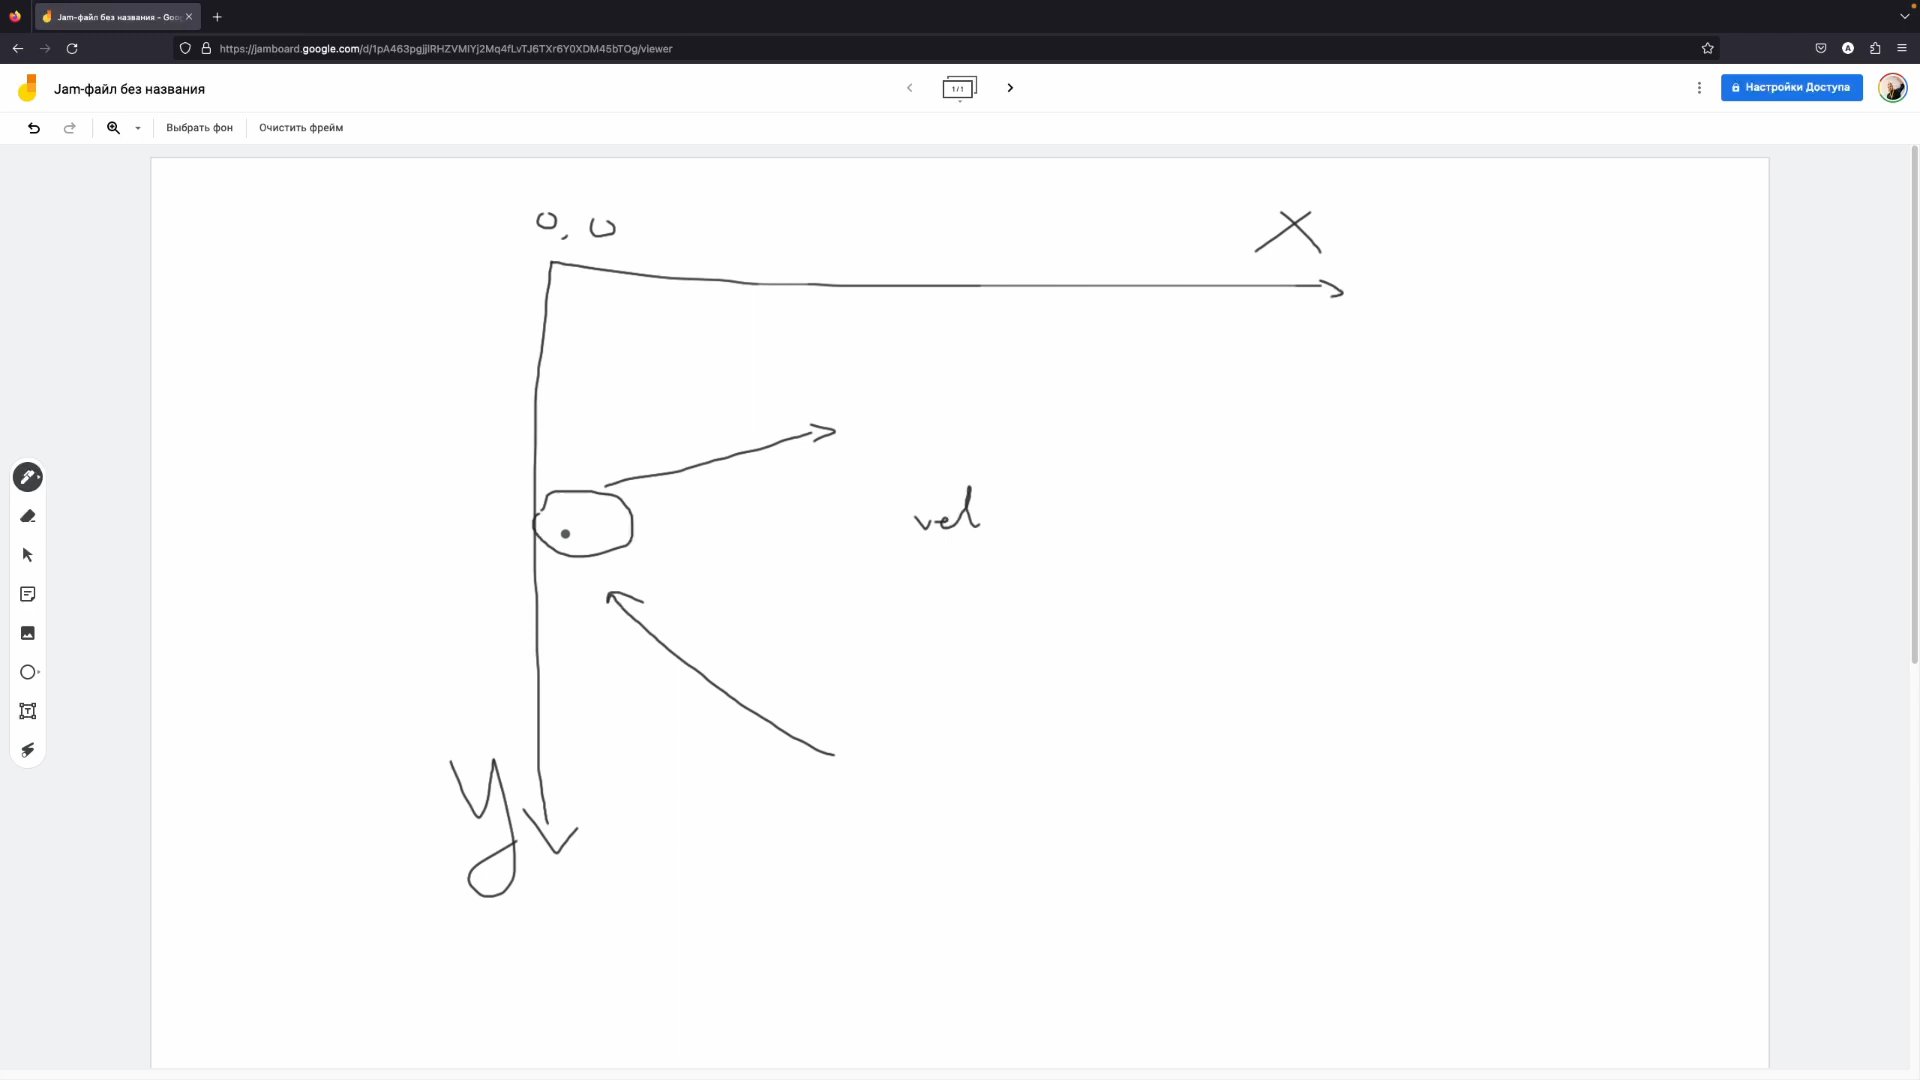 Jam-файл без названия - Goo
https://jamboard.google.com/d/1pA463pgjjlRHZVMIYj2Mq4fLvTJ6TXr6Y0XDM45bTOg/viewer
Jam-файл без названия
1/1
Настройки Доступа
Выбрать фон
Очистить фрейм
0, 0
X
vel
y